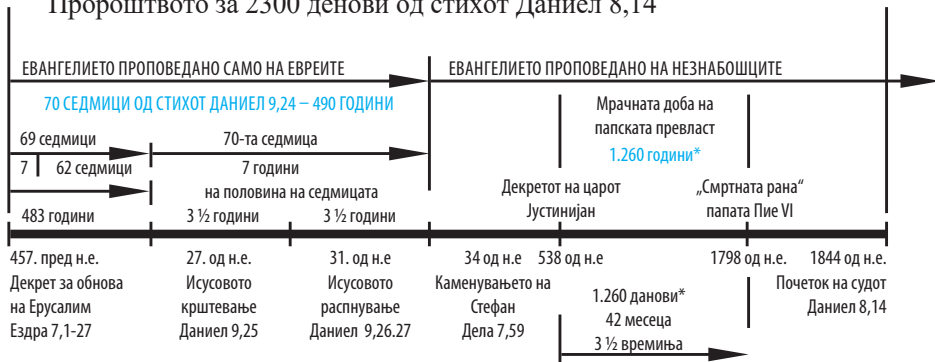 Пророштвото за 2300 денови од стихот Даниел 8,14
ЕВАНГЕЛИЕТО ПРОПОВЕДАНО САМО НА ЕВРЕИТЕ
ЕВАНГЕЛИЕТО ПРОПОВЕДАНО НА НЕЗНАБОШЦИТЕ
70 СЕДМИЦИ ОД СТИХОТ ДАНИЕЛ 9,24 – 490 ГОДИНИ
Мрачната доба на
папската превласт
1.260 години*
69 седмици
70-та седмица
7
62 седмици
7 години
на половина на седмицата
483 години
3 ½ години
3 ½ години
Декретот на царот
Јустинијан
„Смртната рана“
папата Пие VI
457. пред н.е.
Декрет за обнова
на Ерусалим
Ездра 7,1-27
27. од н.е.
Исусовото
крштевање
Даниел 9,25
31. од н.е
Исусовото
распнување
Даниел 9,26.27
34 од н.е
Каменувањето на
Стефан
Дела 7,59
538 од н.е
1798 од н.е.
1844 од н.е.
Почеток на судот
Даниел 8,14
1.260 данови*
42 месеца
3 ½ времиња